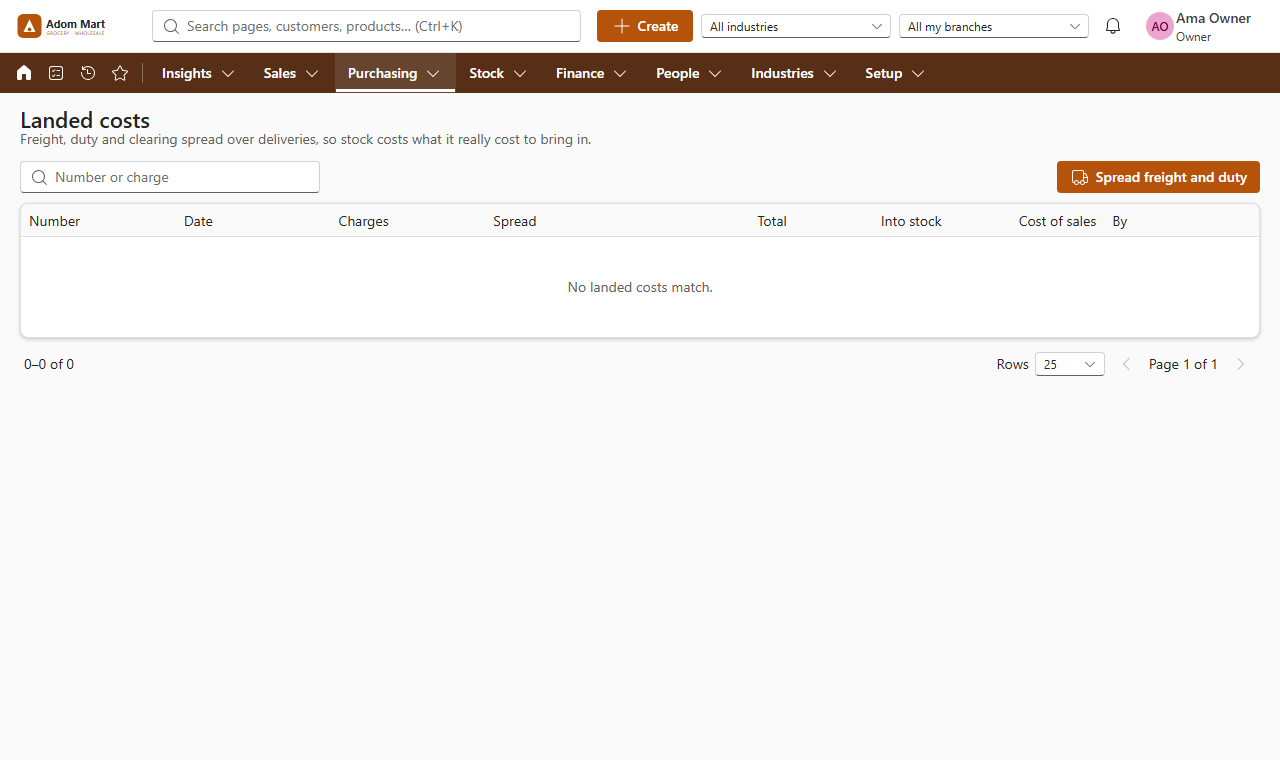 Adom Mart
GROCERY · WHOLESALE
Search pages, customers, products... (Ctrl+K)
Create
All industries
All my branches
AO
Ama Owner
Owner
Insights
Sales
Purchasing
Stock
Finance
People
Industries
Setup
Landed costs
Freight, duty and clearing spread over deliveries, so stock costs what it really cost to bring in.
Number or charge
Spread freight and duty
Number Date Charges Spread Total Into stock Cost of sales By
No landed costs match.
0–0 of 0
Rows 25 Page 1 of 1